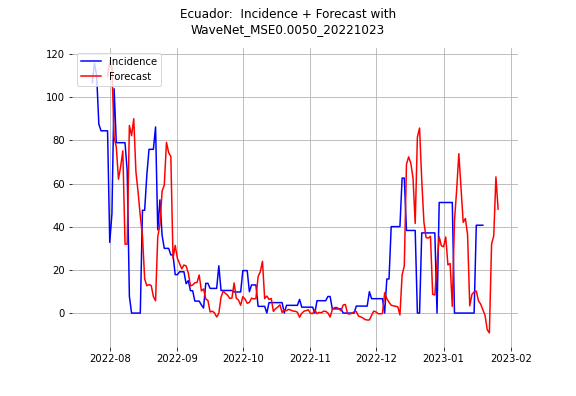 Ecuador:  Incidence + Forecast with
WaveNet_MSE0.0050_20221023
Incidence
Forecast
120
100
80
60
40
20
0
2022-08 2022-09 2022-10 2022-11 2022-12 2023-01 2023-02